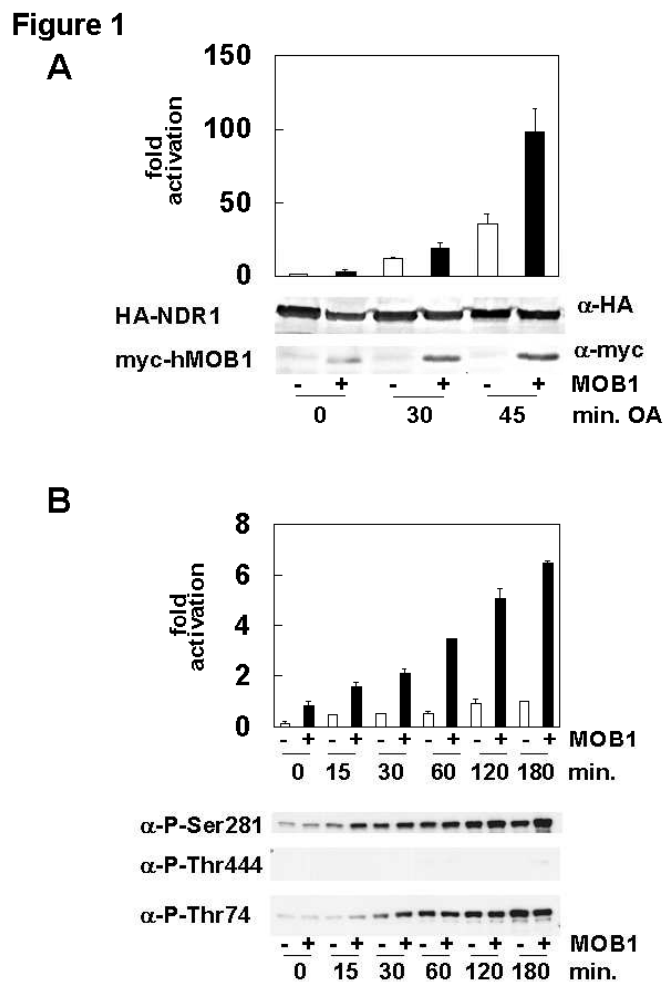 Figure 1
A
150
100
50
0
fold
activation
HA-NDR1
α-HA
myc-hMOB1
α-myc
- + - + - + MOB1
0 30 45 min. OA
B
8
6
4
2
0
fold
activation
- + - + - + - + - + - + MOB1
0 15 30 60 120 180 min.
α-P-Ser281
α-P-Thr444
α-P-Thr74
- + - + - + - + - + - + MOB1
0 15 30 60 120 180 min.